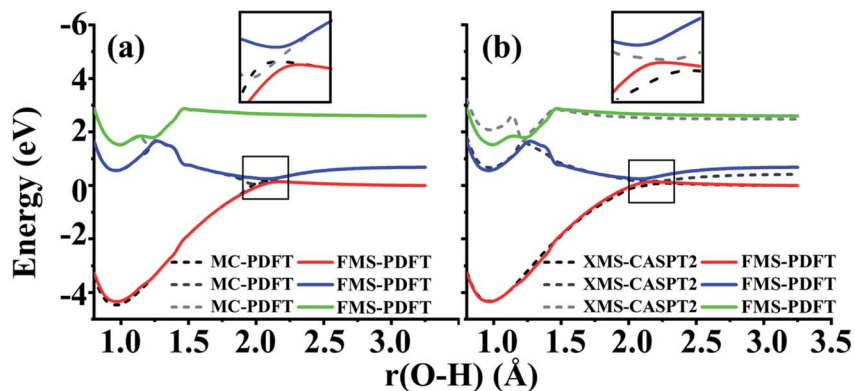 -6
4
2
0
-2
-4
Energy (eV)
(a)
MC-PDFT FMS-PDFT
MC-PDFT FMS-PDFT
MC-PDFT FMS-PDFT
1.0 1.5 2.0 2.5 3.0
(b)
XMS-CASPT2 FMS-PDFT
XMS-CASPT2 FMS-PDFT
XMS-CASPT2 FMS-PDFT
1.0 1.5 2.0 2.5 3.0 3.5
r(O-H) (Å)